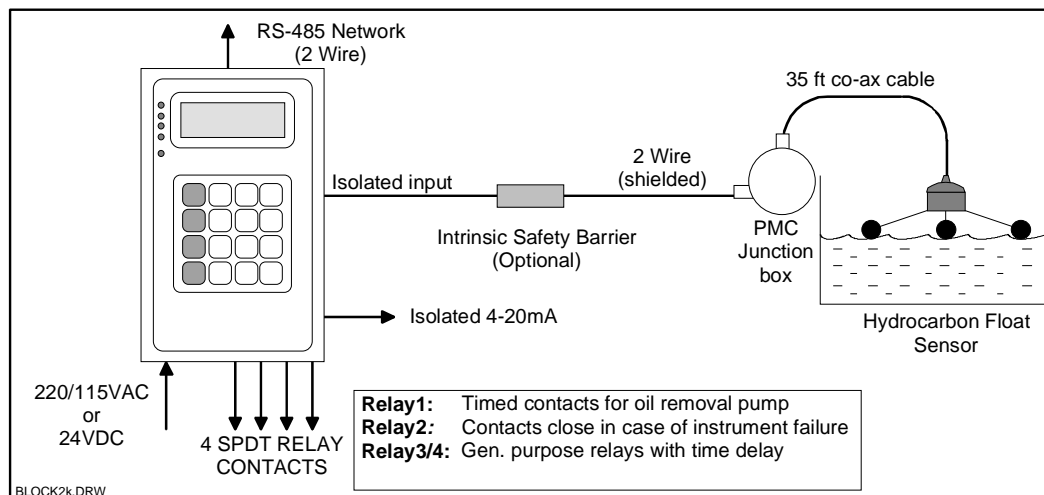 RS-485 Network
(2 Wire)
35 ft co-ax cable
Isolated input
2 Wire
(shielded)
Intrinsic Safety Barrier
(Optional)
PMC
Junction
box
Isolated 4-20mA
Hydrocarbon Float
Sensor
220/115VAC
or
24VDC
4 SPDT RELAY
CONTACTS
Relay1: Timed contacts for oil removal pump
Relay2: Contacts close in case of instrument failure
Relay3/4: Gen. purpose relays with time delay
BLOCK2k.DRW